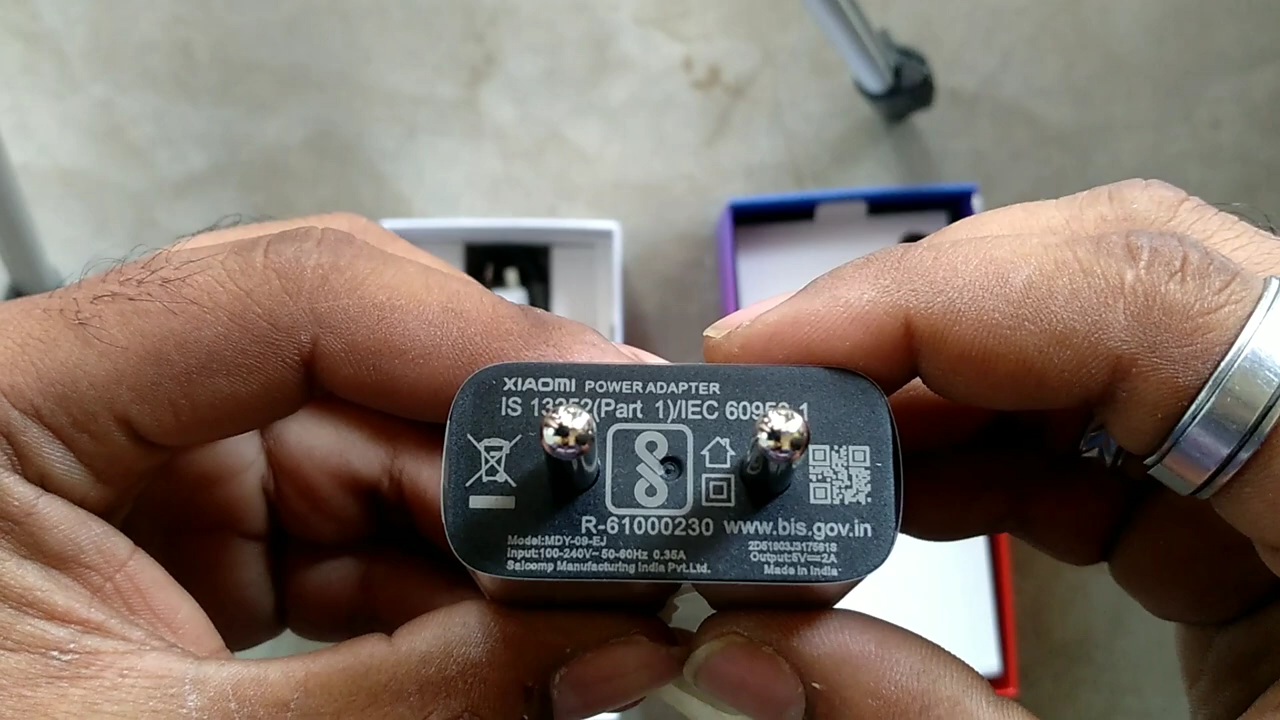 XIAOMI POWER ADAPTER
IS 13252(Part 1)/IEC 60950-1
R-61000230 www.bis.gov.in
Model:MDY-09-EJ
Input:100-240V~ 50-60Hz 0.35A
Salcomp Manufacturing India Pvt.Ltd.
Output:5V⎓2A
Made in India